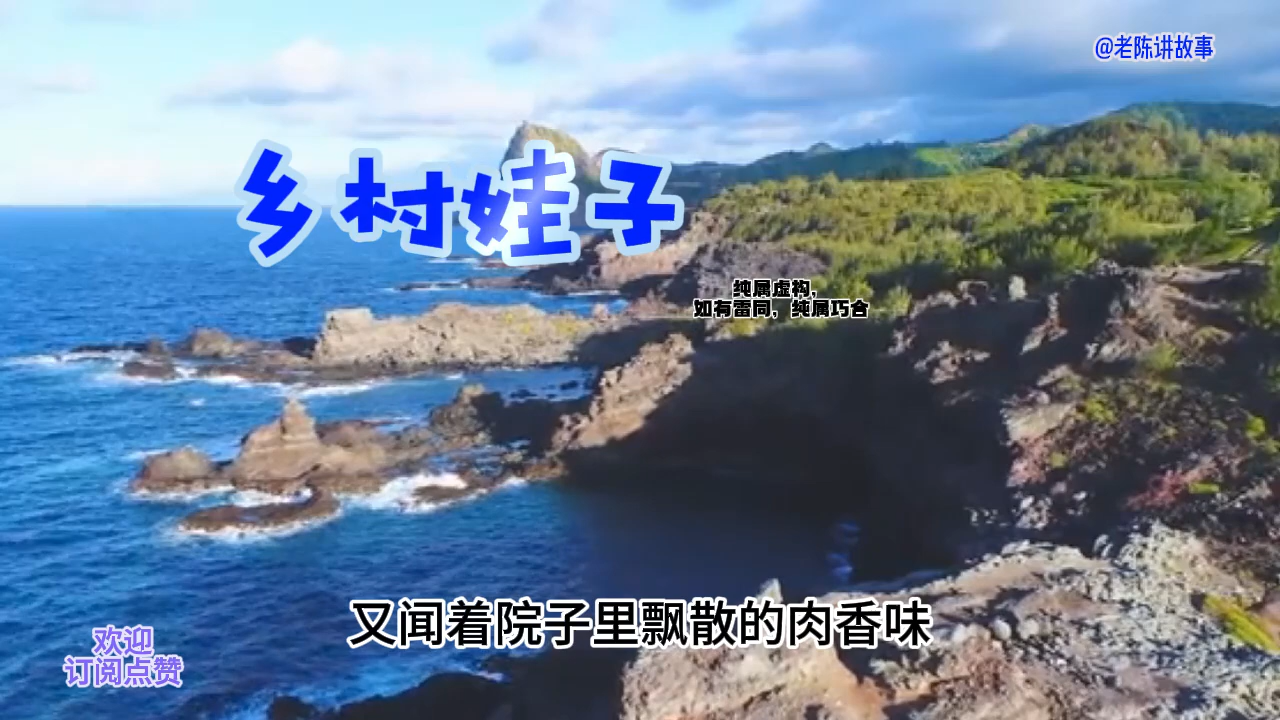 @老陈讲故事
乡村娃子
纯属虚构，
如有雷同，纯属巧合
又闻着院子里飘散的肉香味
欢迎
订阅点赞